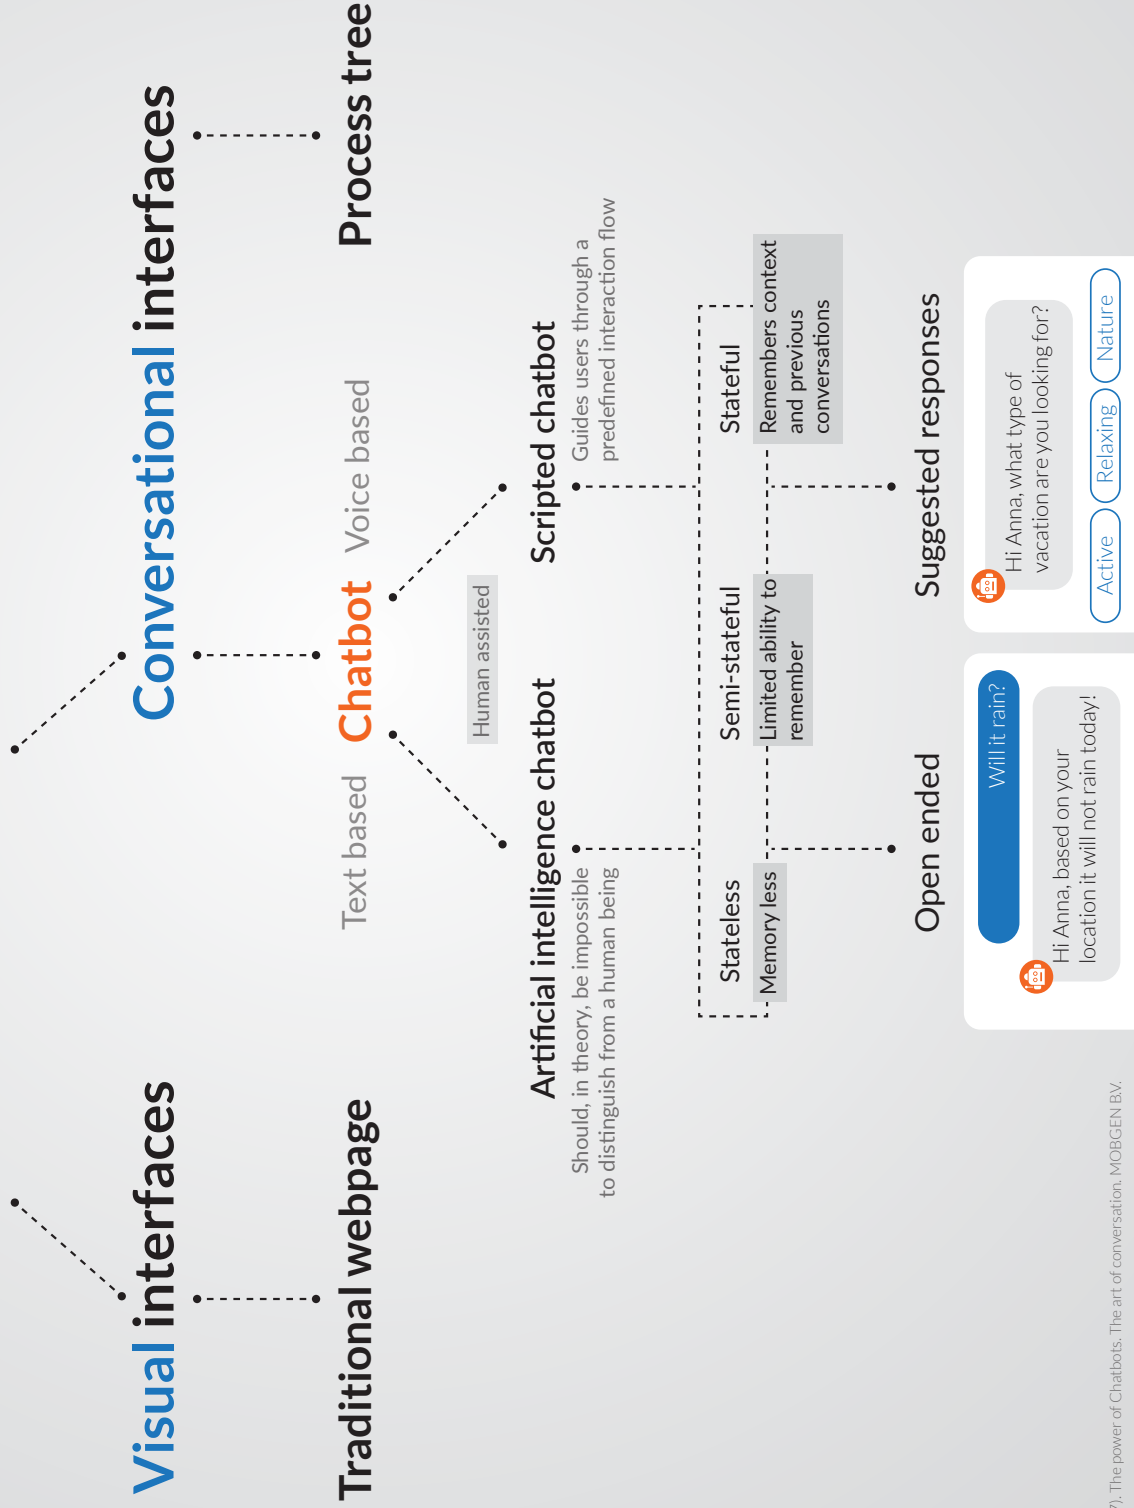 Visual interfaces
Conversational interfaces
Traditional webpage
Text based
Chatbot
Voice based
Process tree
Human assisted
Artificial intelligence chatbot
Should, in theory, be impossible
to distinguish from a human being
Scripted chatbot
Guides users through a
predefined interaction flow
Stateless
Memory less
Semi-stateful
Limited ability to
remember
Stateful
Remembers context
and previous
conversations
Open ended
Will it rain?
Hi Anna, based on your
location it will not rain today!
Suggested responses
Hi Anna, what type of
vacation are you looking for?
Active
Relaxing
Nature
7). The power of Chatbots. The art of conversation. MOBGEN B.V.